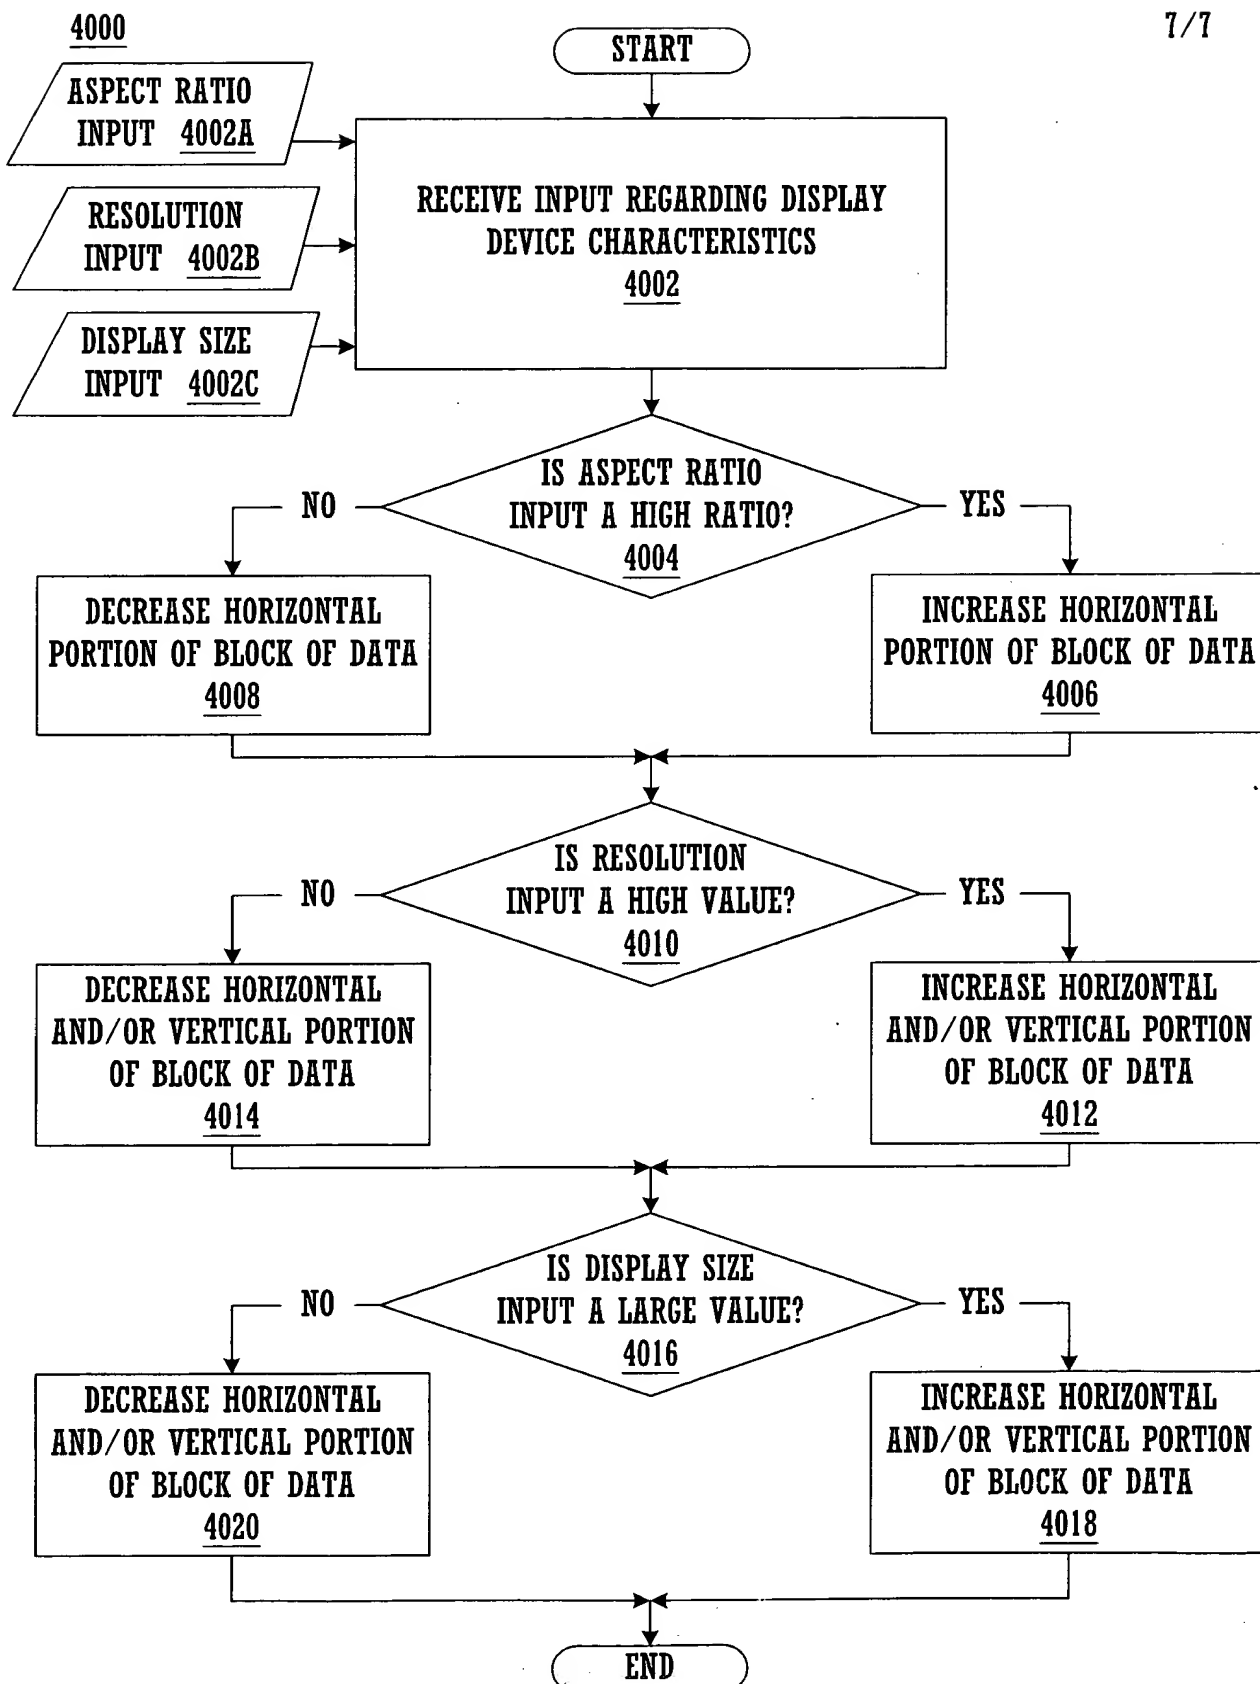 4000
7/7
START
ASPECT RATIO
INPUT 4002A
RESOLUTION
INPUT 4002B
DISPLAY SIZE
INPUT 4002C
RECEIVE INPUT REGARDING DISPLAY
DEVICE CHARACTERISTICS
4002
IS ASPECT RATIO
INPUT A HIGH RATIO?
4004
NO
YES
DECREASE HORIZONTAL
PORTION OF BLOCK OF DATA
4008
INCREASE HORIZONTAL
PORTION OF BLOCK OF DATA
4006
IS RESOLUTION
INPUT A HIGH VALUE?
4010
NO
YES
DECREASE HORIZONTAL
AND/OR VERTICAL PORTION
OF BLOCK OF DATA
4014
INCREASE HORIZONTAL
AND/OR VERTICAL PORTION
OF BLOCK OF DATA
4012
IS DISPLAY SIZE
INPUT A LARGE VALUE?
4016
NO
YES
DECREASE HORIZONTAL
AND/OR VERTICAL PORTION
OF BLOCK OF DATA
4020
INCREASE HORIZONTAL
AND/OR VERTICAL PORTION
OF BLOCK OF DATA
4018
END